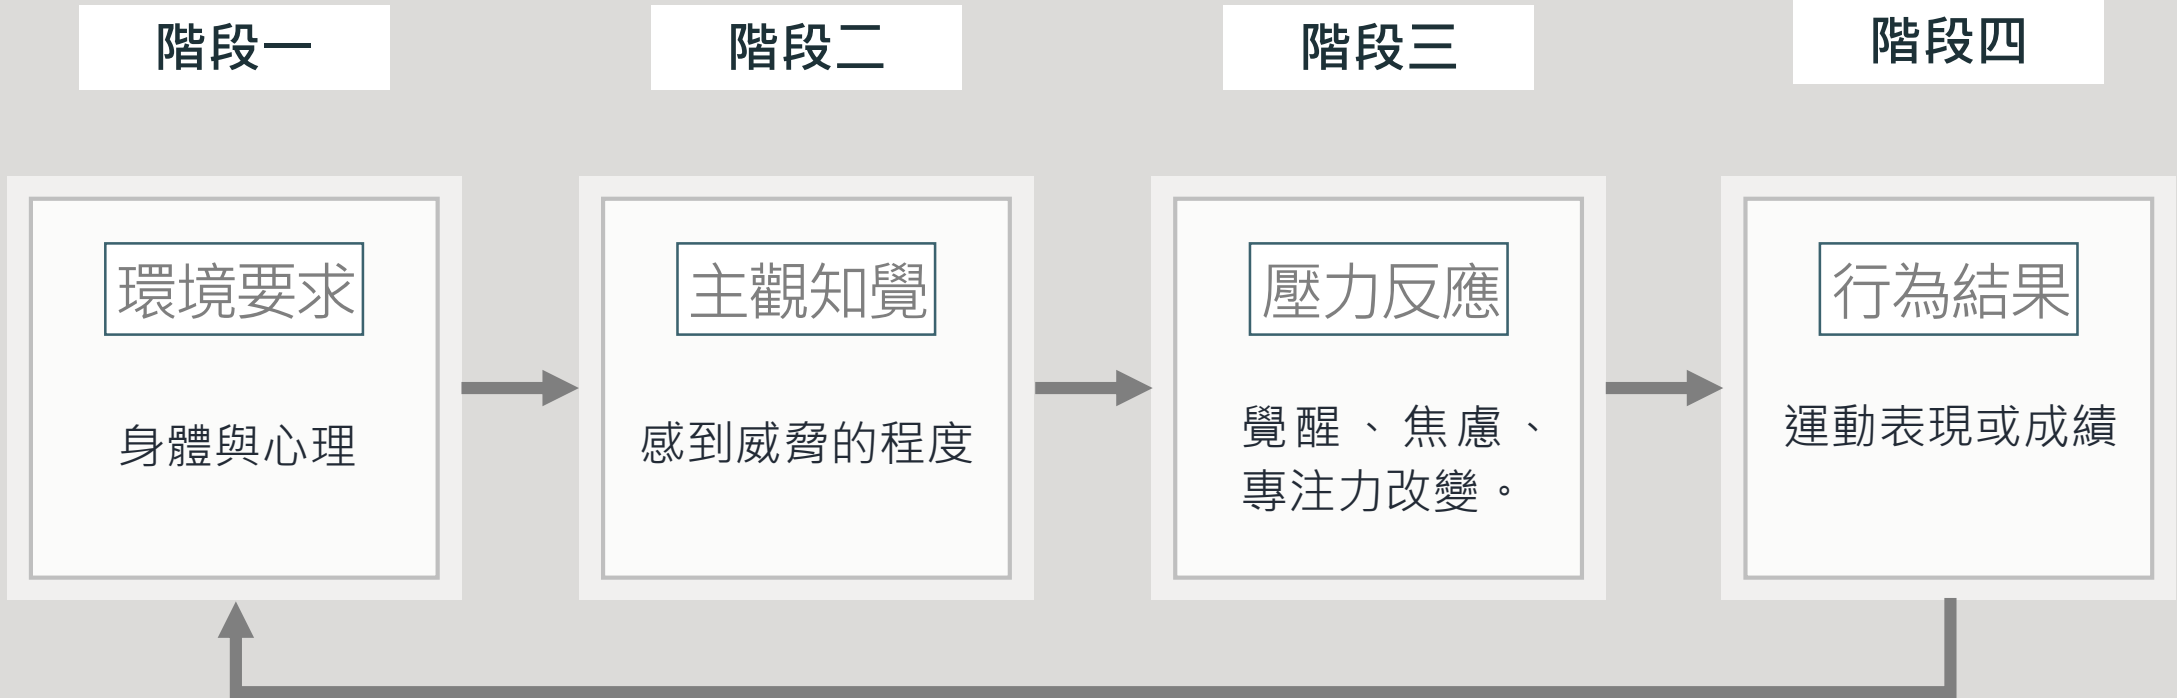 階段一
階段二
階段三
階段四
環境要求
主觀知覺
壓力反應
行為結果
身體與心理
感到威脅的程度
覺醒、焦慮、
專注力改變。
運動表現或成績